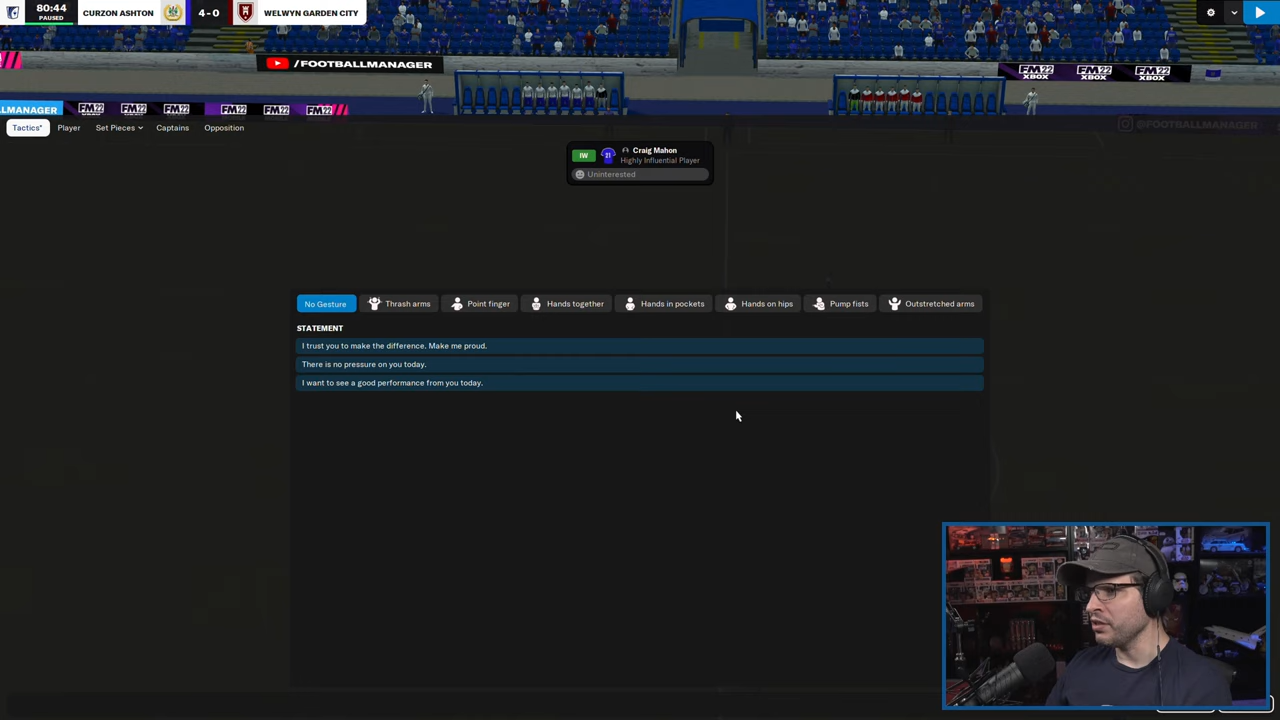 80:44
PAUSED
CURZON ASHTON
4 - 0
WELWYN GARDEN CITY
/FOOTBALLMANAGER
FM22
XBOX
FM22
XBOX
FM22
XBOX
LLMANAGER
FM22
FM22
FM22
FM22
FM22
@FOOTBALLMANAGER
Tactics*
Player
Set Pieces
Captains
Opposition
IW
21
Craig Mahon
Highly Influential Player
Uninterested
No Gesture
Thrash arms
Point finger
Hands together
Hands in pockets
Hands on hips
Pump fists
Outstretched arms
STATEMENT
I trust you to make the difference. Make me proud.
There is no pressure on you today.
I want to see a good performance from you today.